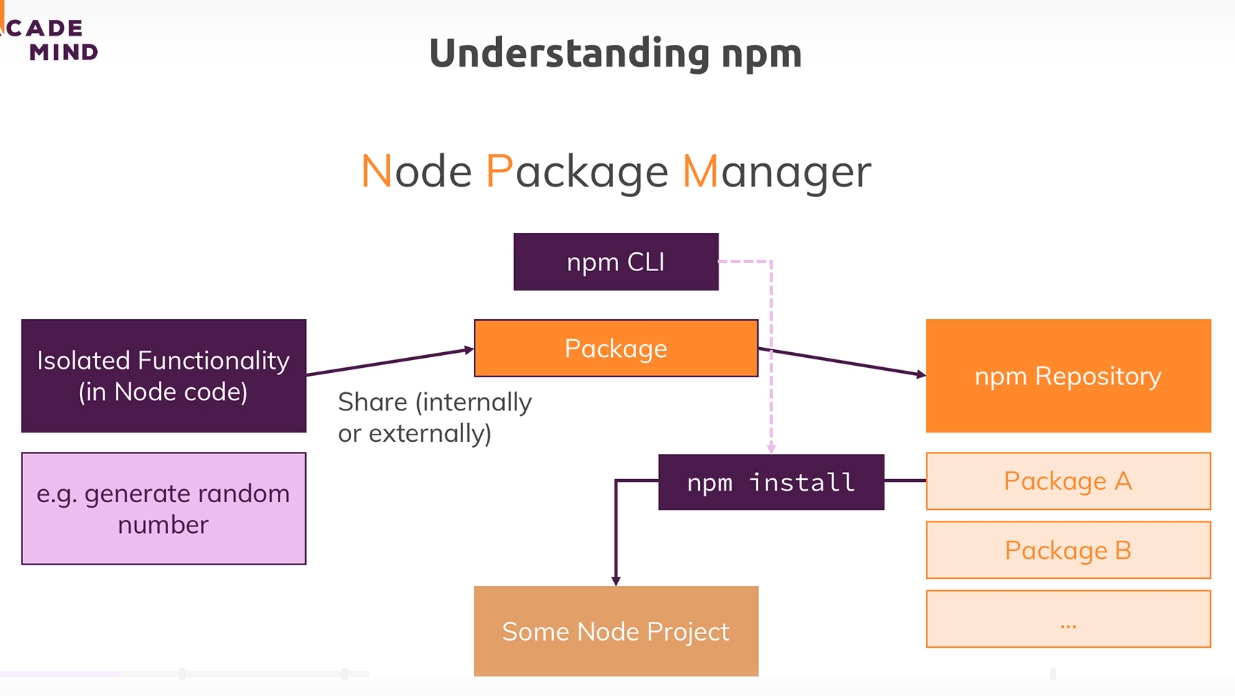 CADE
MIND
Understanding npm
Node Package Manager
npm CLI
Isolated Functionality
(in Node code)
Package
npm Repository
Share (internally
or externally)
e.g. generate random
number
npm install
Package A
Package B
...
Some Node Project